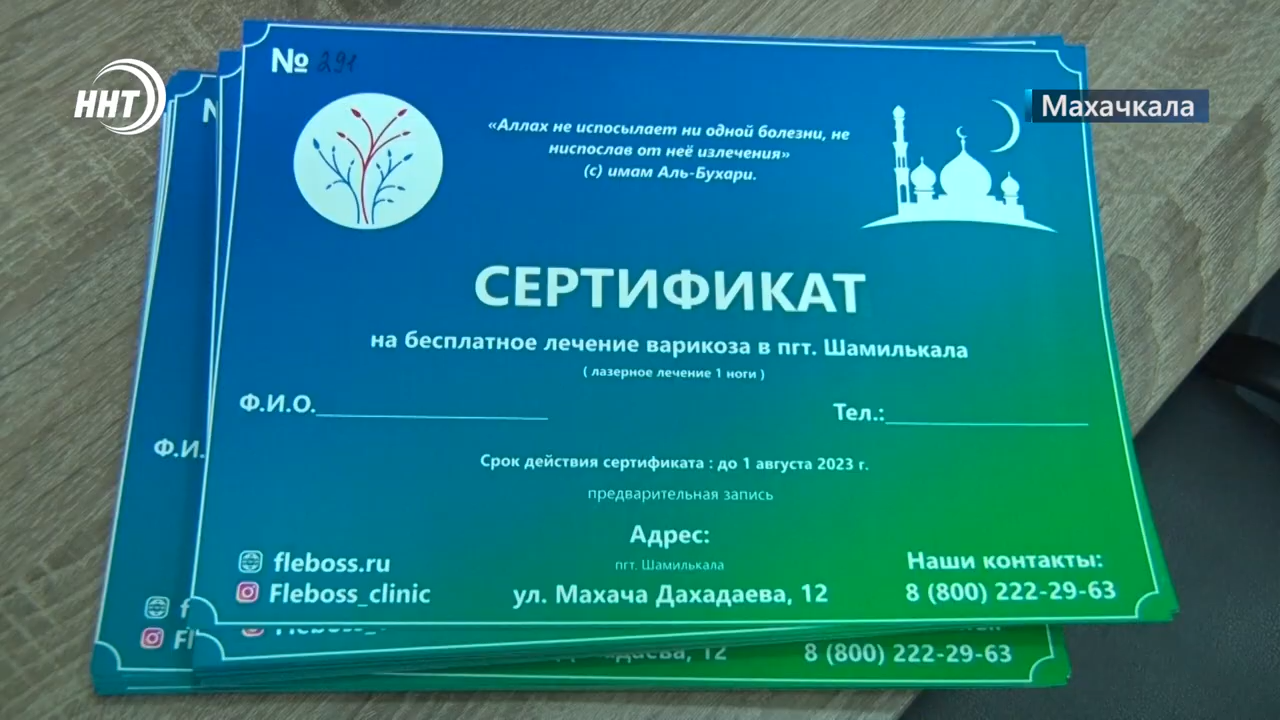 ННТ
Махачкала
№ 291
«Аллах не испосылает ни одной болезни, не
ниспослав от неё излечения»
(с) имам Аль-Бухари.
СЕРТИФИКАТ
на бесплатное лечение варикоза в пгт. Шамилькала
( лазерное лечение 1 ноги )
Ф.И.О.
Тел.:
Срок действия сертификата : до 1 августа 2023 г.
предварительная запись
Адрес:
пгт. Шамилькала
ул. Махача Дахадаева, 12
fleboss.ru
Fleboss_clinic
Наши контакты:
8 (800) 222-29-63
Ф.И.
f
Fl
12
8 (800) 222-29-63